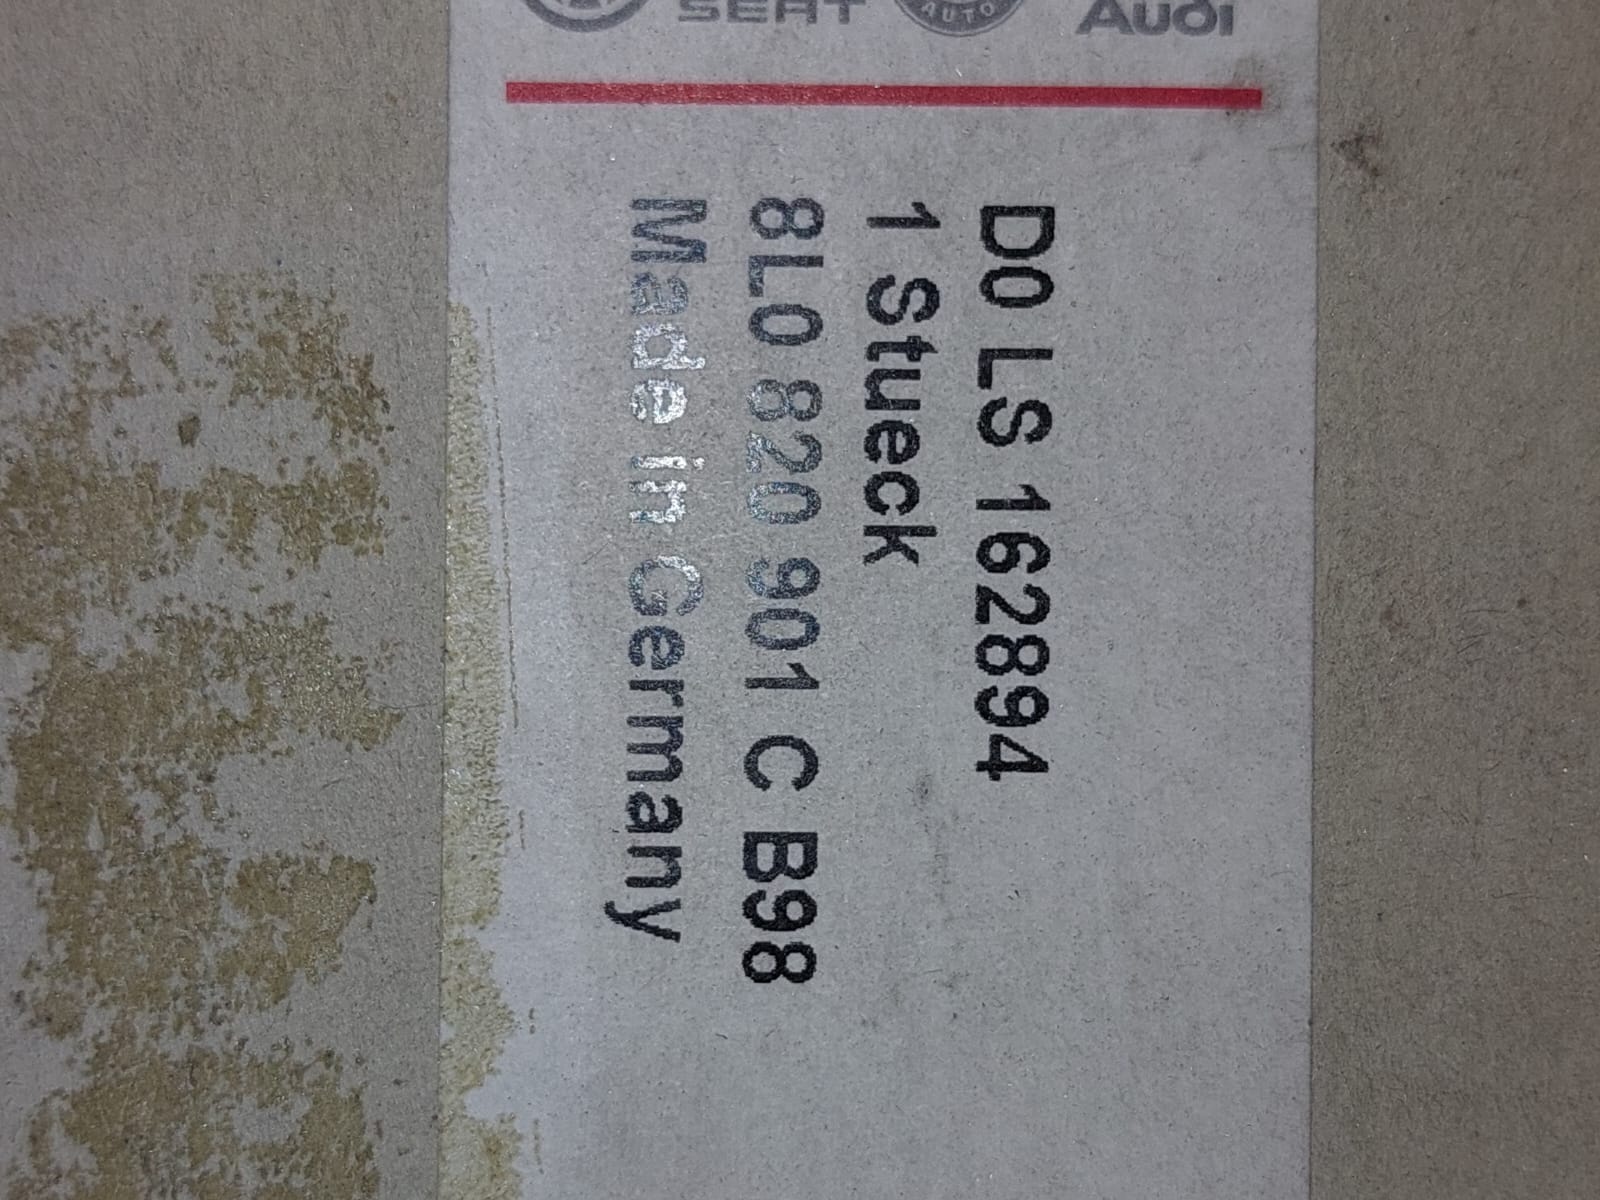 SEAT AUTO Audi
D0 LS 162894
1 Stueck
8L0 820 901 C B98
Made in Germany